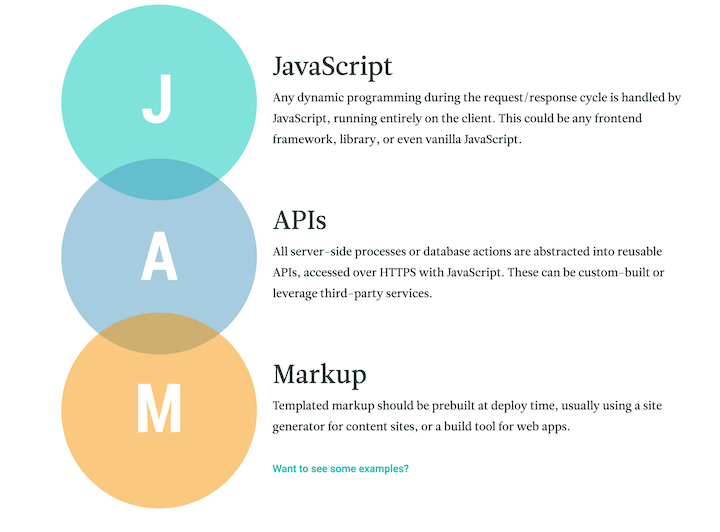 J
JavaScript
Any dynamic programming during the request/response cycle is handled by
JavaScript, running entirely on the client. This could be any frontend
framework, library, or even vanilla JavaScript.
A
APIs
All server-side processes or database actions are abstracted into reusable
APIs, accessed over HTTPS with JavaScript. These can be custom-built or
leverage third-party services.
M
Markup
Templated markup should be prebuilt at deploy time, usually using a site
generator for content sites, or a build tool for web apps.
Want to see some examples?